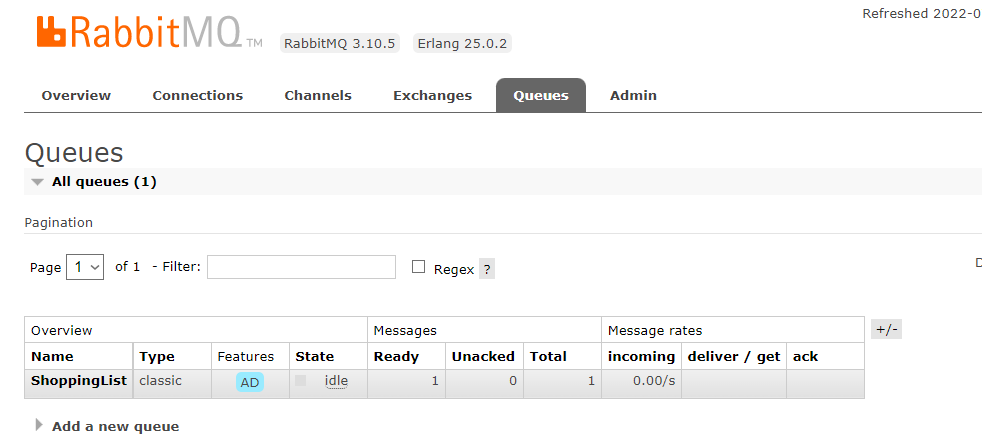 Refreshed 2022-0
RabbitMQ TM RabbitMQ 3.10.5 Erlang 25.0.2
Overview Connections Channels Exchanges Queues Admin
Queues
All queues (1)
Pagination
Page 1 of 1 - Filter: Regex ?
D
Overview Messages Message rates +/-
Name Type Features State Ready Unacked Total incoming deliver / get ack
ShoppingList classic AD idle 1 0 1 0.00/s
Add a new queue